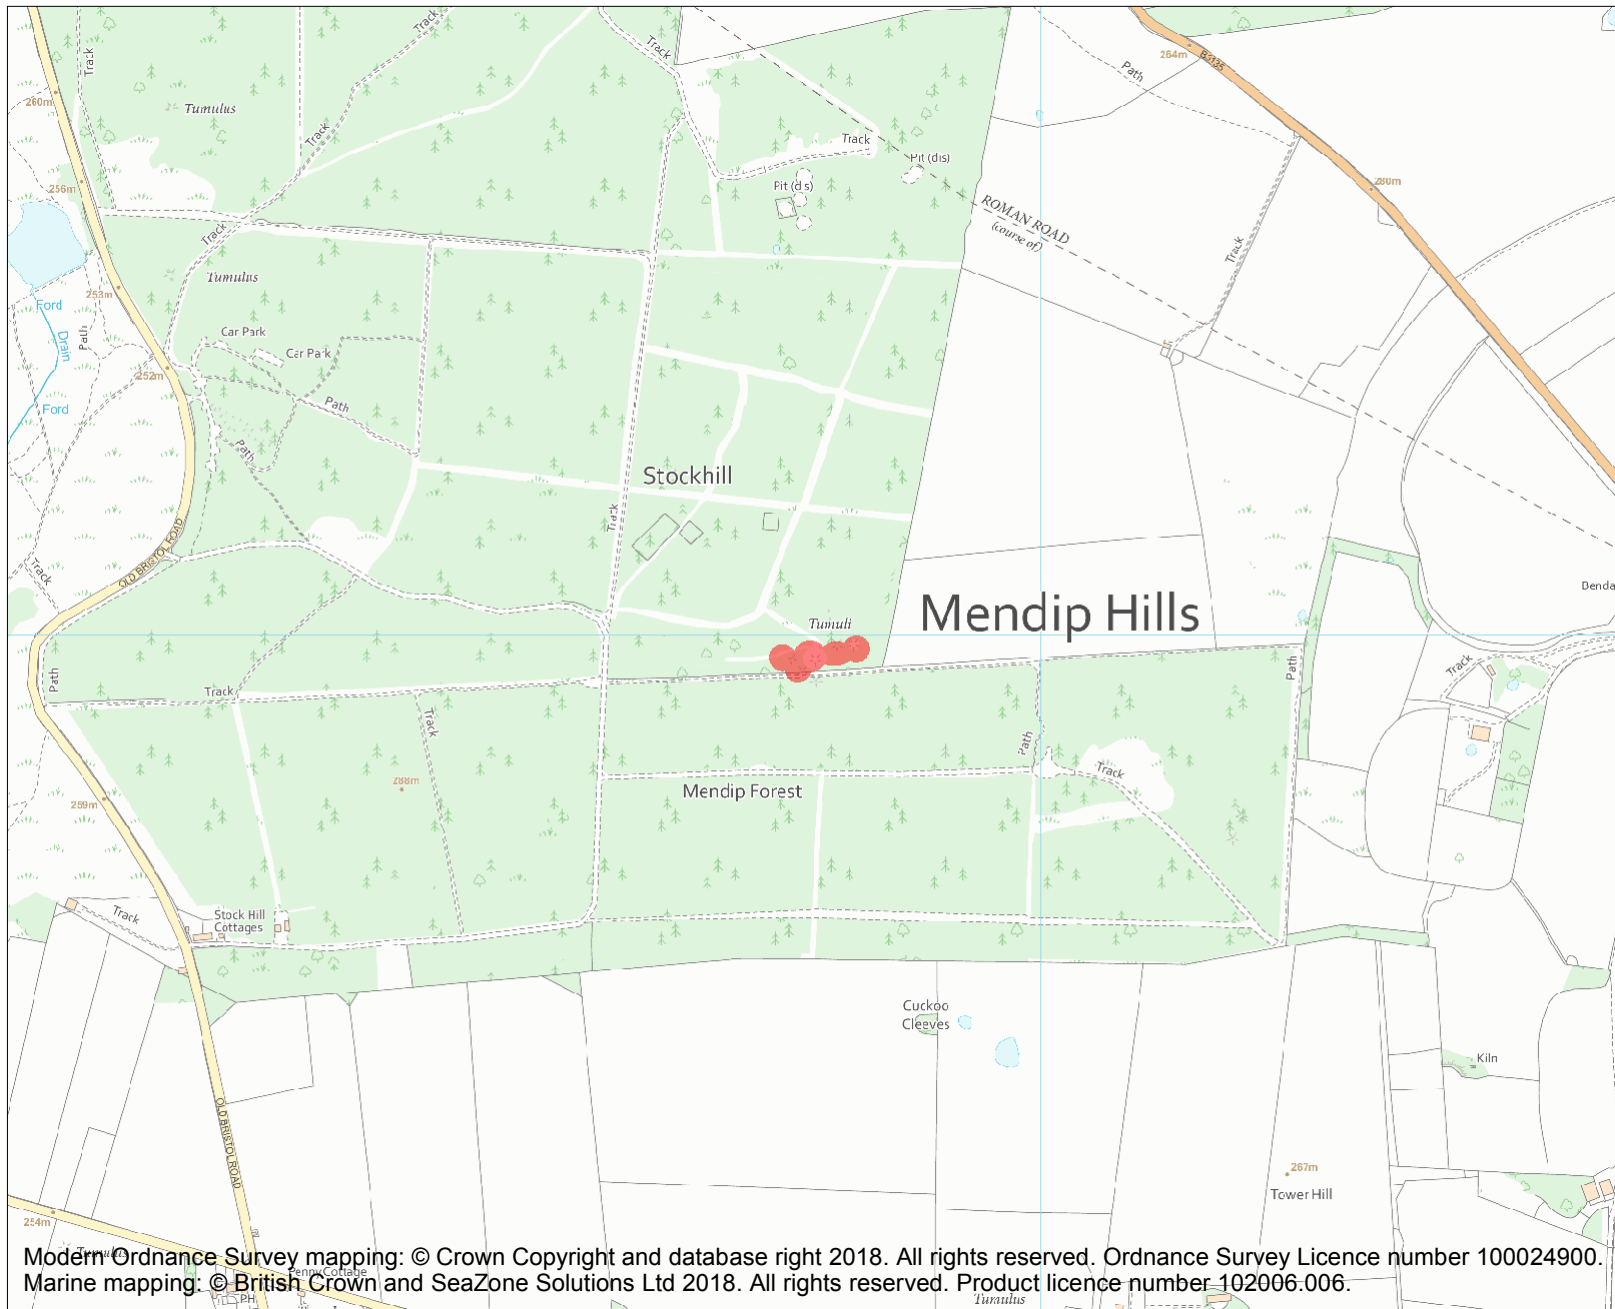 Track
Track
Track
264m
B3135
Path
260m
Tumulus
Track
Track
Pit (dis)
256m
Pit (dis)
ROMAN ROAD
(course of)
280m
Track
Track
Tumulus
253m
Ford
Drain
Path
Car Park
Car Park
252m
Ford
Path
Path
Stockhill
Track
OLD BRISTOL ROAD
Track
Mendip Hills
Tumuli
Path
Path
Track
Track
Track
Path
Track
288m
Mendip Forest
259m
Track
Stock Hill
Cottages
Cuckoo
Cleeves
Kiln
OLD BRISTOL ROAD
267m
Tower Hill
254m
Tumulus
Modern Ordnance Survey mapping: © Crown Copyright and database right 2018. All rights reserved. Ordnance Survey Licence number 100024900.
Penny Cottage
Marine mapping: © British Crown and SeaZone Solutions Ltd 2018. All rights reserved. Product licence number 102006.006.
PH
Tumulus